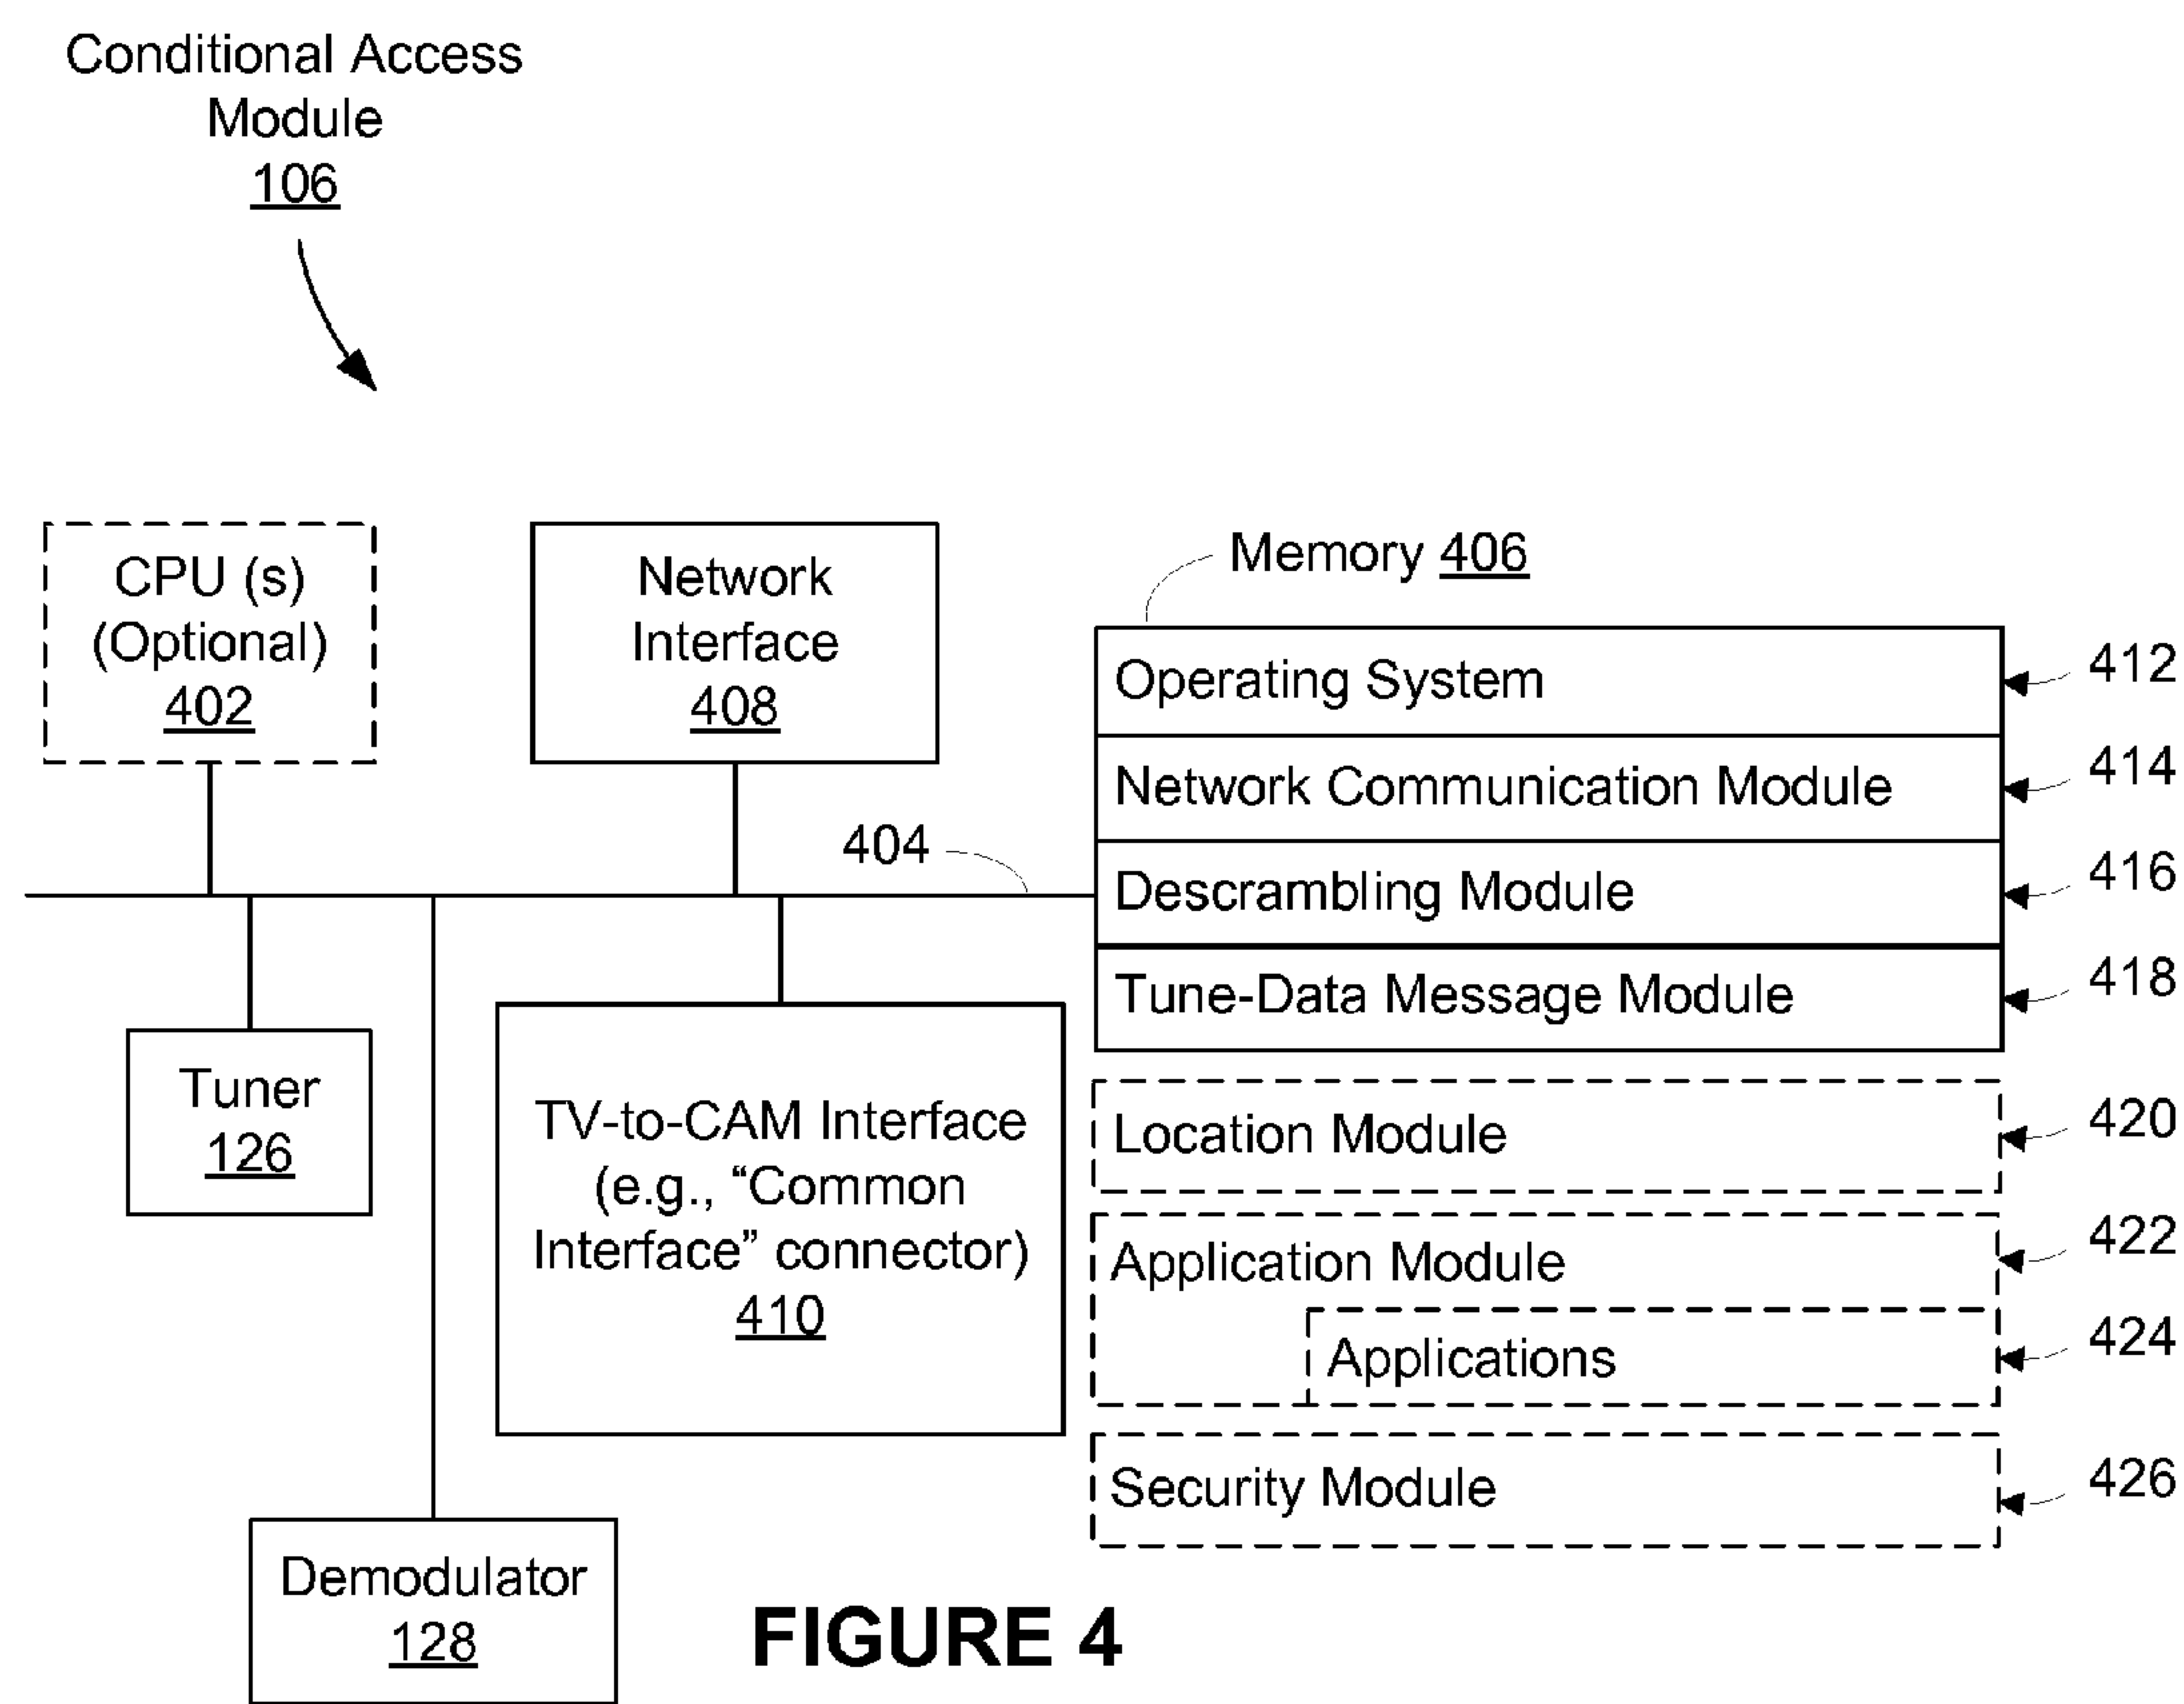 Conditional Access
Module
106
CPU (s)
(Optional)
402
Network
Interface
408
Memory 406
Operating System
412
Network Communication Module
414
404
Descrambling Module
416
Tune-Data Message Module
418
Tuner
126
TV-to-CAM Interface
(e.g., “Common
Interface” connector)
410
Location Module
420
Application Module
422
Applications
424
Security Module
426
Demodulator
128
FIGURE 4